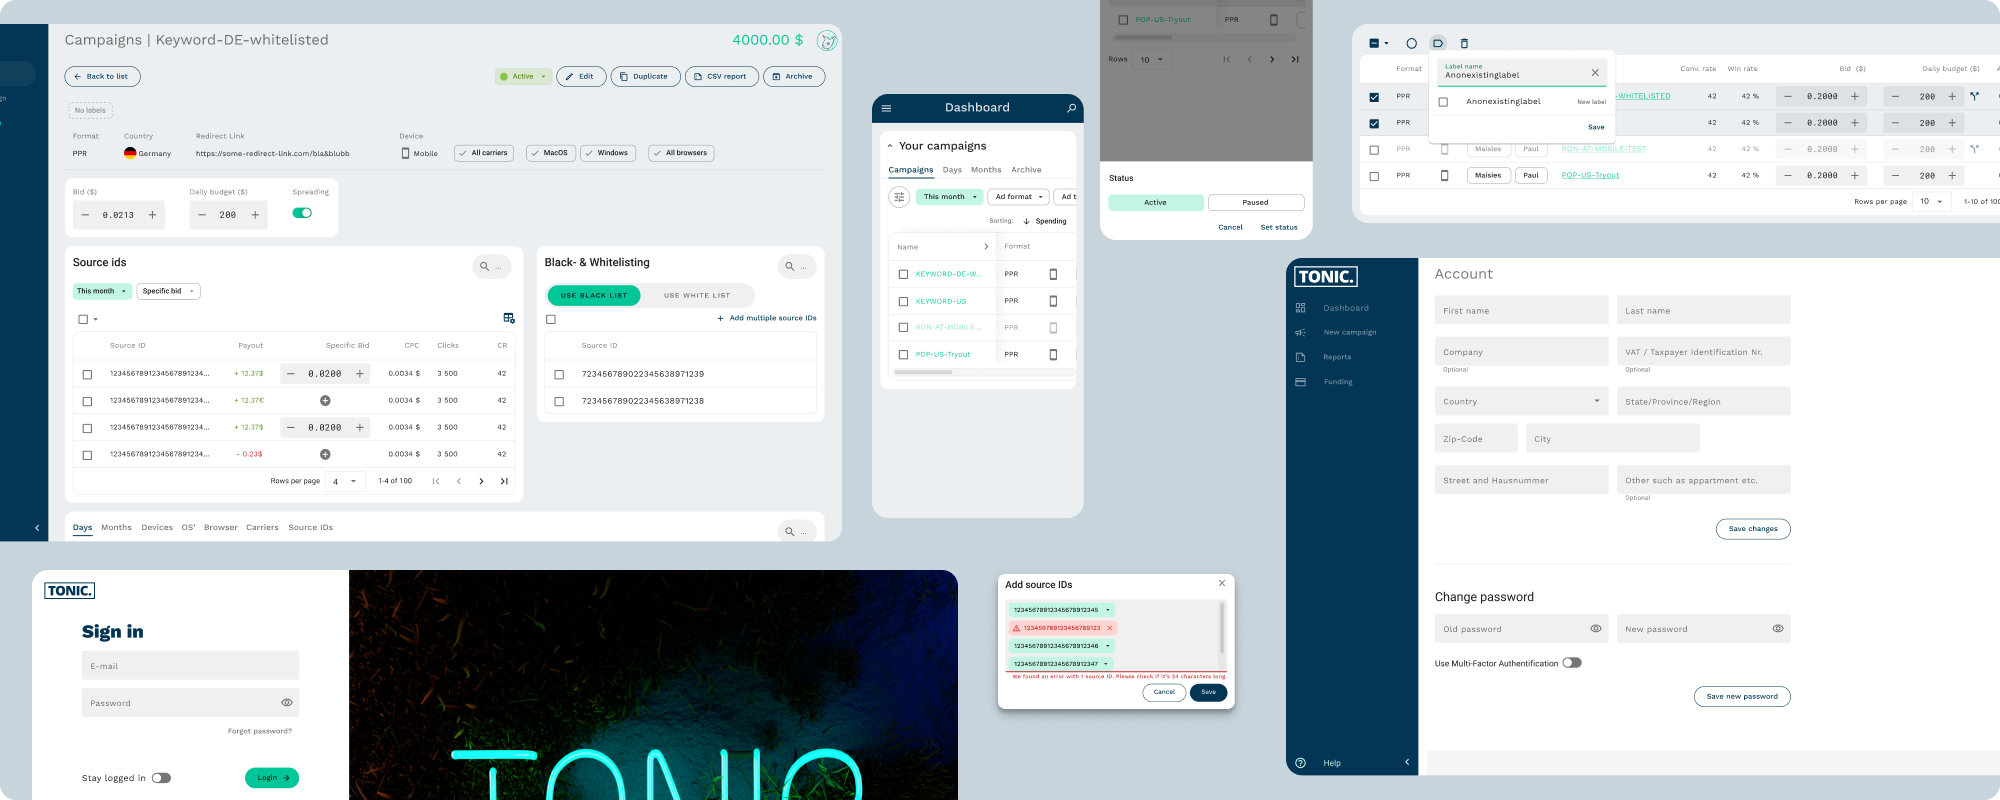 Campaigns | Keyword-DE-whitelisted
4000.00 $
Back to list
Active
Edit
Duplicate
CSV report
Archive
No labels
Format
Country
Redirect Link
Device
PPR
Germany
https://some-redirect-link.com/bla&blubb
Mobile
All carriers
MacOS
Windows
All browsers
Bid ($)
Daily budget ($)
Spreading
0.0213
200
Source ids
...
This month
Specific bid
Source ID Payout Specific Bid CPC Clicks CR
1234567891234567891234... + 12.37$ 0.0200 0.0034 $ 3 500 42
1234567891234567891234... + 12.37€ 0.0034 $ 3 500 42
1234567891234567891234... + 12.37$ 0.0200 0.0034 $ 3 500 42
1234567891234567891234... - 0.23$ 0.0034 $ 3 500 42
Rows per page 4 1-4 of 100
Black- & Whitelisting
...
USE BLACK LIST
USE WHITE LIST
Add multiple source IDs
Source ID
723456789022345638971239
723456789022345638971238
Days Months Devices OS' Browser Carriers Source IDs
...
Dashboard
Your campaigns
Campaigns Days Months Archive
This month
Ad format
Ad t
Sorting: Spending
Name Format
KEYWORD-DE-W... PPR
KEYWORD-US PPR
RON-AT-MOBILE... PPR
POP-US-Tryout PPR
POP-US-Tryout PPR
Rows 10
Status
Active
Paused
Cancel
Set status
Label name
Anonexistinglabel
Anonexistinglabel New label
Save
Format Conv. rate Win rate Bid ($) Daily budget ($)
PPR -WHITELISTED 42 42 % 0.2000 200
PPR 42 42 % 0.2000 200
PPR Maisies Paul RON-AT-MOBILE-TEST 42 42 % 0.2000 200
PPR Maisies Paul POP-US-Tryout 42 42 % 0.2000 200
Rows per page 10 1-10 of 100
TONIC.
Dashboard
New campaign
Reports
Funding
Help
Account
First name
Last name
Company
VAT / Taxpayer Identification Nr.
Optional
Optional
Country
State/Province/Region
Zip-Code
City
Street and Hausnummer
Other such as appartment etc.
Optional
Save changes
Change password
Old password
New password
Use Multi-Factor Authentification
Save new password
TONIC.
Sign in
E-mail
Password
Forgot password?
Stay logged in
Login
TONIC
Add source IDs
12345678912345678912345
123456789123456789123
12345678912345678912346
12345678912345678912347
We found an error with 1 source ID. Please check if it's 24 characters long.
Cancel
Save